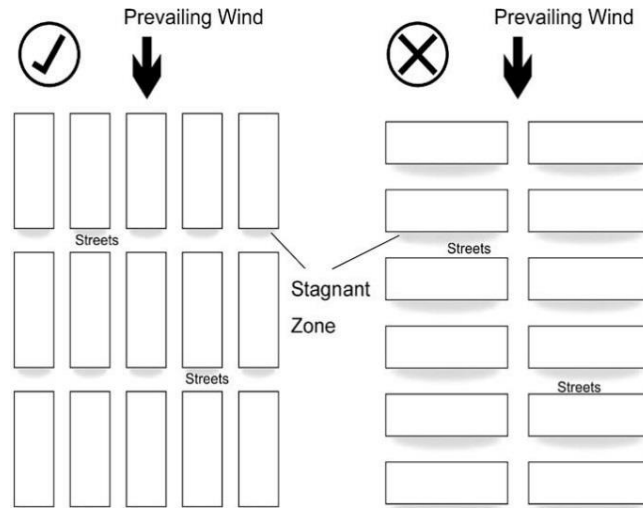 Prevailing Wind
Prevailing Wind
Streets
Streets
Stagnant
Zone
Streets
Streets